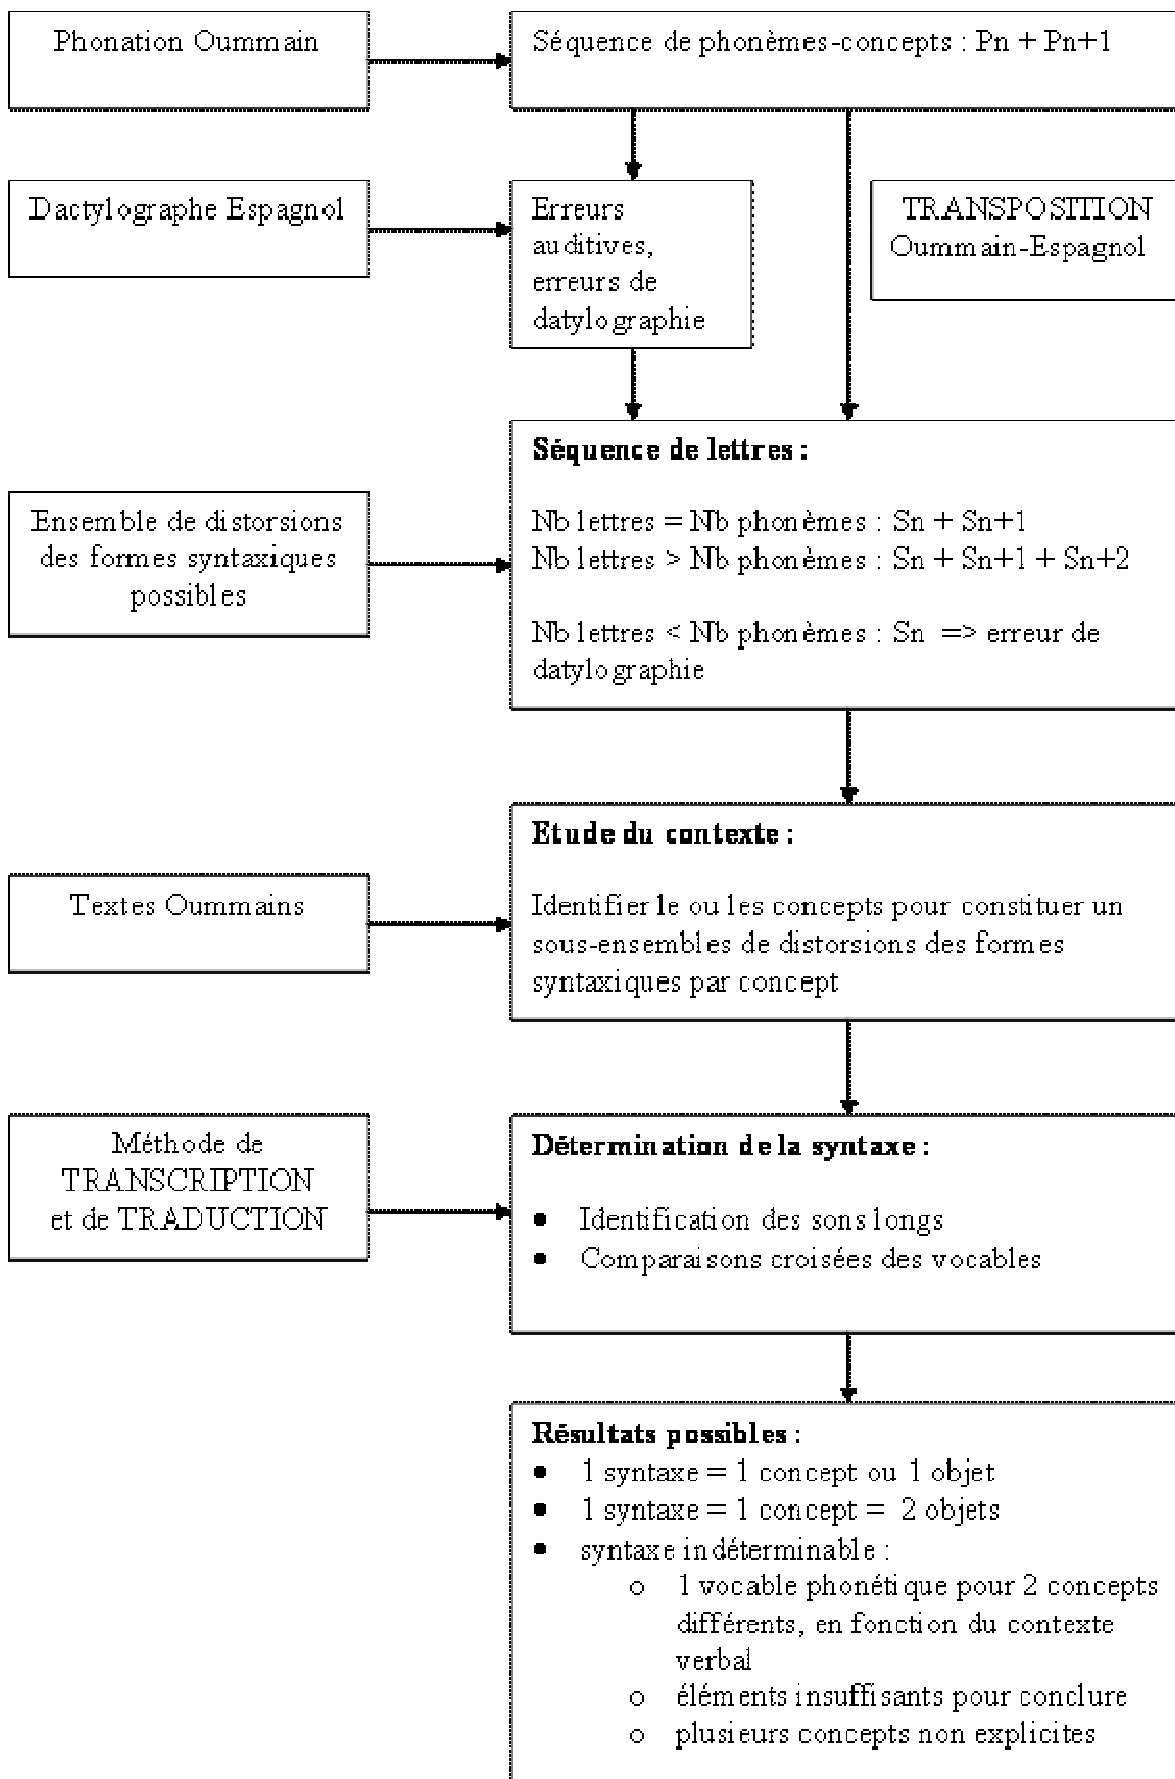 Phonation Oummain
Séquence de phonèmes-concepts : Pn + Pn+1
Dactylographe Espagnol
Erreurs
auditives,
erreurs de
datylographie
TRANSPOSITION
Oummain-Espagnol
Séquence de lettres :
Nb lettres = Nb phonèmes : Sn + Sn+1
Nb lettres > Nb phonèmes : Sn + Sn+1 + Sn+2
Nb lettres < Nb phonèmes : Sn => erreur de
datylographie
Ensemble de distorsions
des formes syntaxiques
possibles
Etude du contexte :
Identifier le ou les concepts pour constituer un
sous-ensembles de distorsions des formes
syntaxiques par concept
Textes Oummains
Méthode de
TRANSCRIPTION
et de TRADUCTION
Détermination de la syntaxe :
• Identification des sons longs
• Comparaisons croisées des vocables
Résultats possibles :
• 1 syntaxe = 1 concept ou 1 objet
• 1 syntaxe = 1 concept = 2 objets
• syntaxe indéterminable :
o 1 vocable phonétique pour 2 concepts
différents, en fonction du contexte
verbal
o éléments insuffisants pour conclure
o plusieurs concepts non explicites